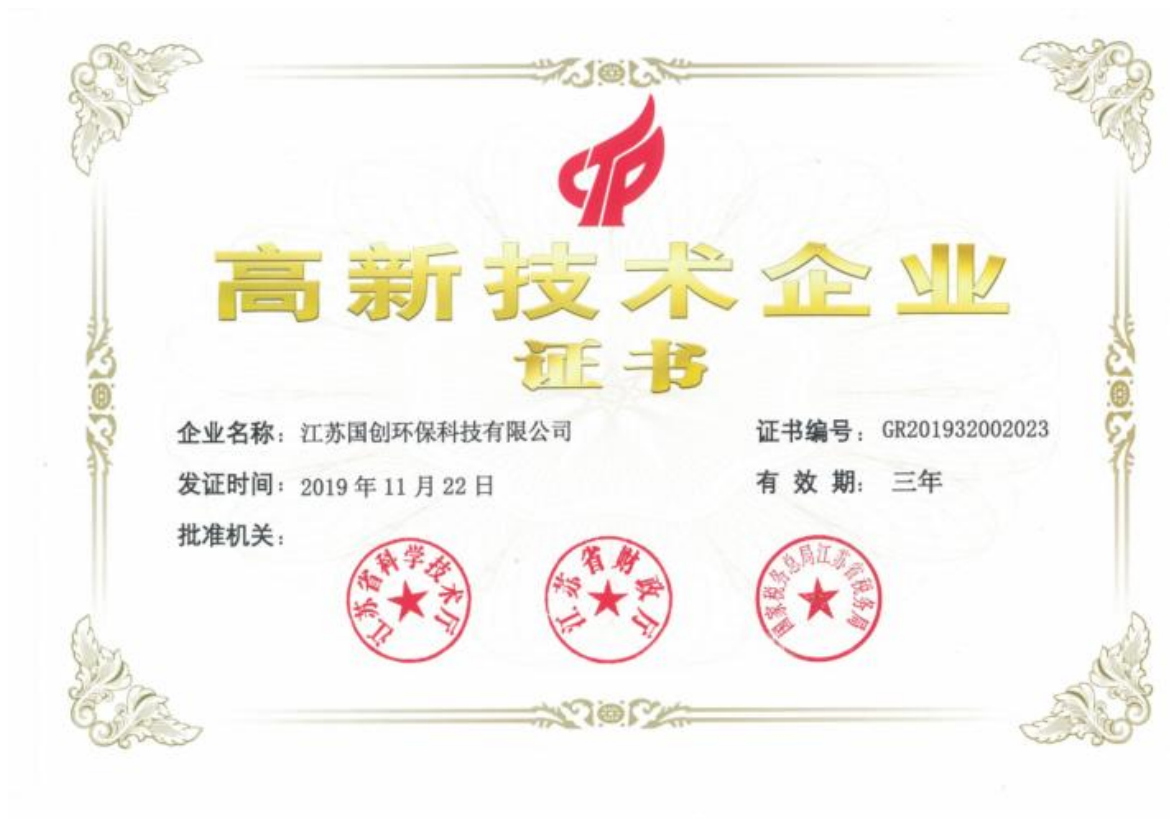 CTP
高新技术企业
证书
企业名称：江苏国创环保科技有限公司
证书编号：GR201932002023
发证时间：2019年11月22日
有效期：三年
批准机关：
江苏省科学技术厅
江苏省财政厅
国家税务总局江苏省税务局